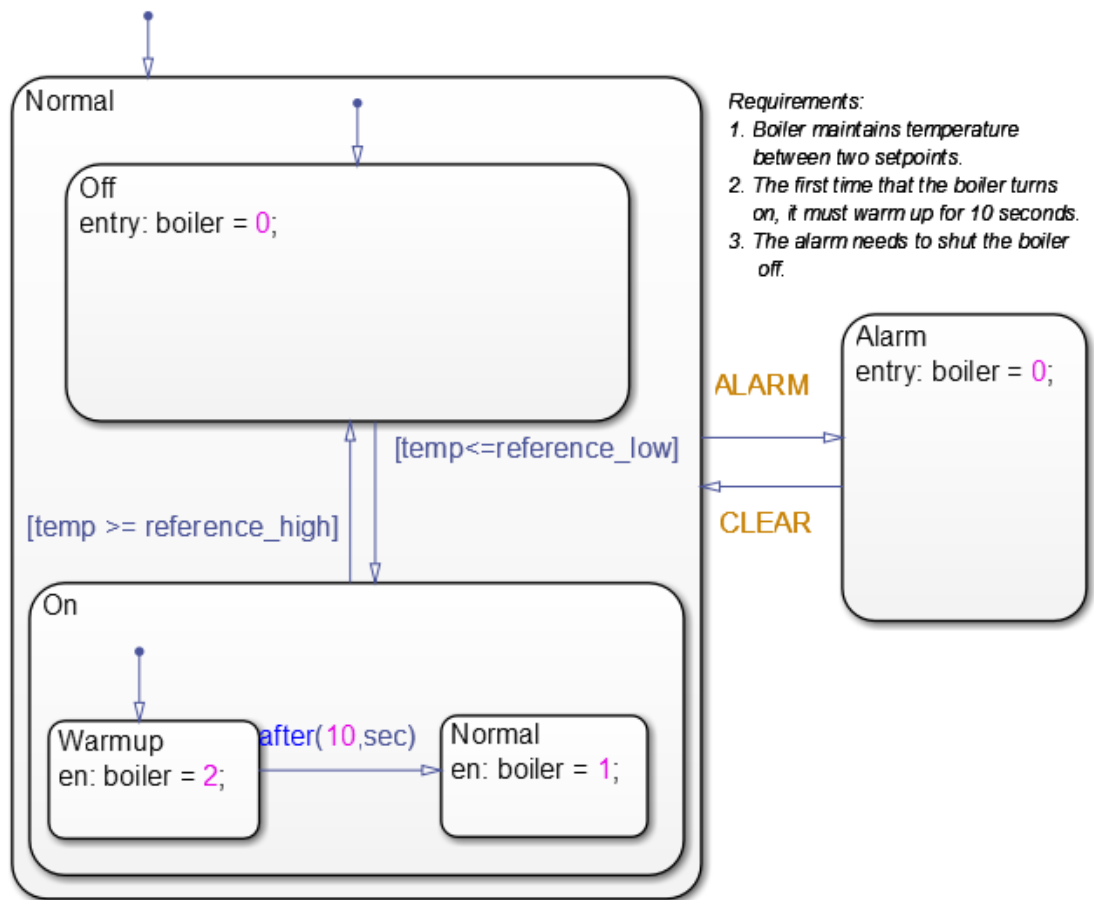 Normal
Requirements:
1. Boiler maintains temperature
between two setpoints.
2. The first time that the boiler turns
on, it must warm up for 10 seconds.
3. The alarm needs to shut the boiler
off.
Off
entry: boiler = 0;
Alarm
entry: boiler = 0;
ALARM
[temp<=reference_low]
CLEAR
[temp >= reference_high]
On
Warmup
en: boiler = 2;
after(10,sec)
Normal
en: boiler = 1;